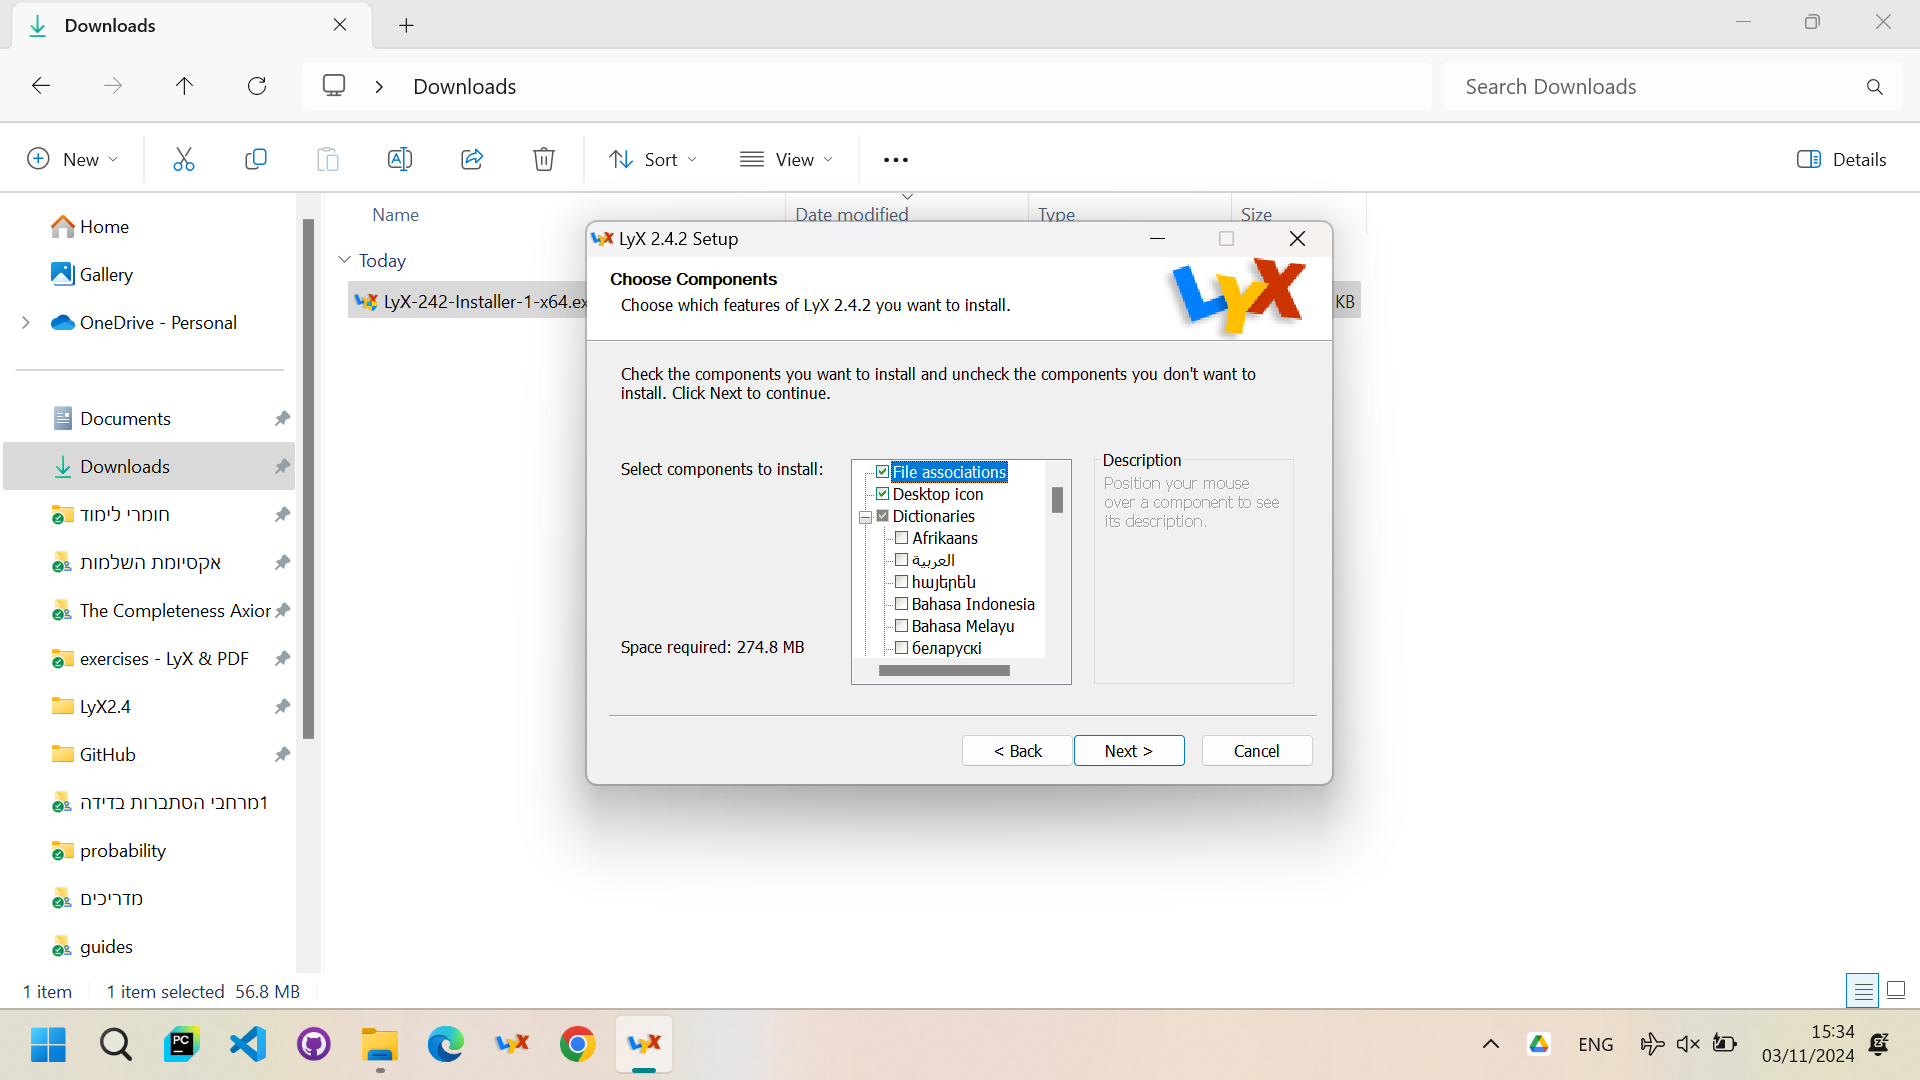 Downloads
Downloads
Search Downloads
New
Sort
View
Details
Home
Gallery
OneDrive - Personal
Documents
Downloads
חומרי לימוד
אקסיומת השלמות
The Completeness Axior
exercises - LyX & PDF
LyX2.4
GitHub
מרחבי הסתברות בדידה1
probability
מדריכים
guides
Name
Date modified
Type
Size
Today
LyX-242-Installer-1-x64.ex
KB
LyX 2.4.2 Setup
Choose Components
Choose which features of LyX 2.4.2 you want to install.
LyX
Check the components you want to install and uncheck the components you don't want to
install. Click Next to continue.
Select components to install:
File associations
Desktop icon
Dictionaries
Afrikaans
العربية
հայերեն
Bahasa Indonesia
Bahasa Melayu
беларускі
Space required: 274.8 MB
Description
Position your mouse
over a component to see
its description.
< Back
Next >
Cancel
1 item
1 item selected 56.8 MB
ENG
15:34
03/11/2024